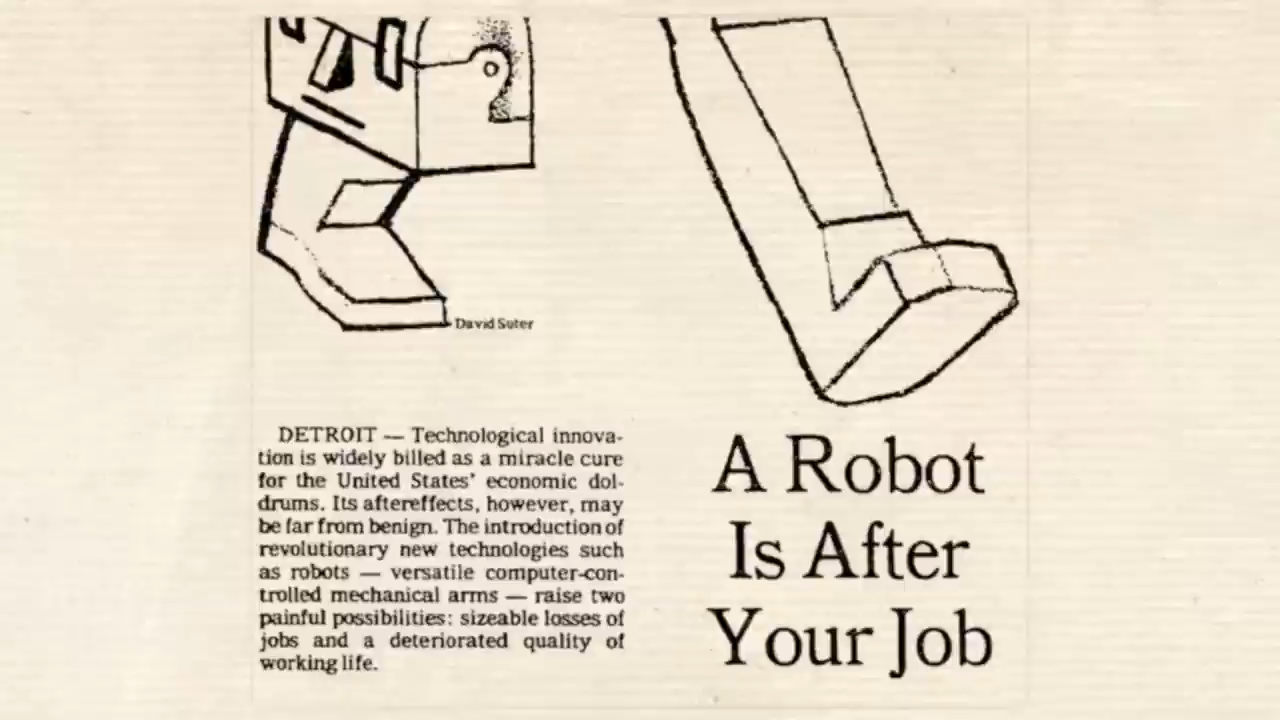 David Suter
DETROIT — Technological innova-
tion is widely billed as a miracle cure
for the United States' economic dol-
drums. Its aftereffects, however, may
be far from benign. The introduction of
revolutionary new technologies such
as robots — versatile computer-con-
trolled mechanical arms — raise two
painful possibilities: sizeable losses of
jobs and a deteriorated quality of
working life.
A Robot
Is After
Your Job